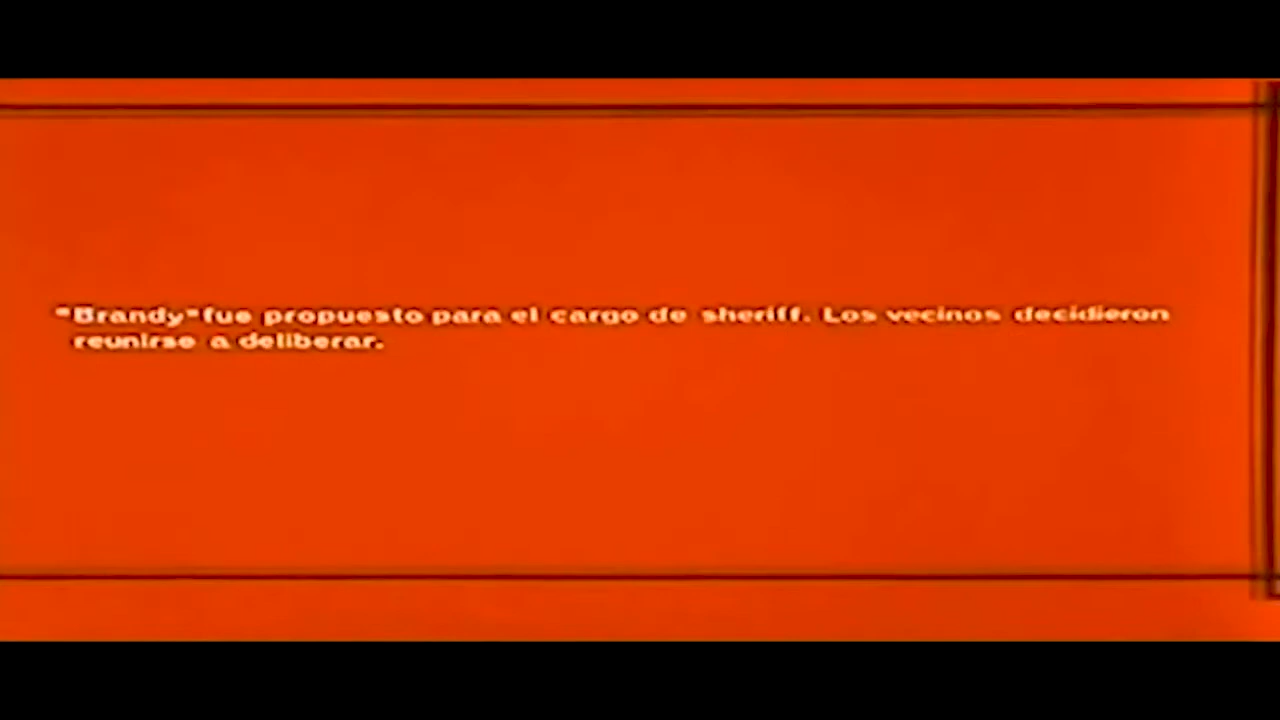 "Brandy" fue propuesto para el cargo de sheriff. Los vecinos decidieron
reunirse a deliberar.